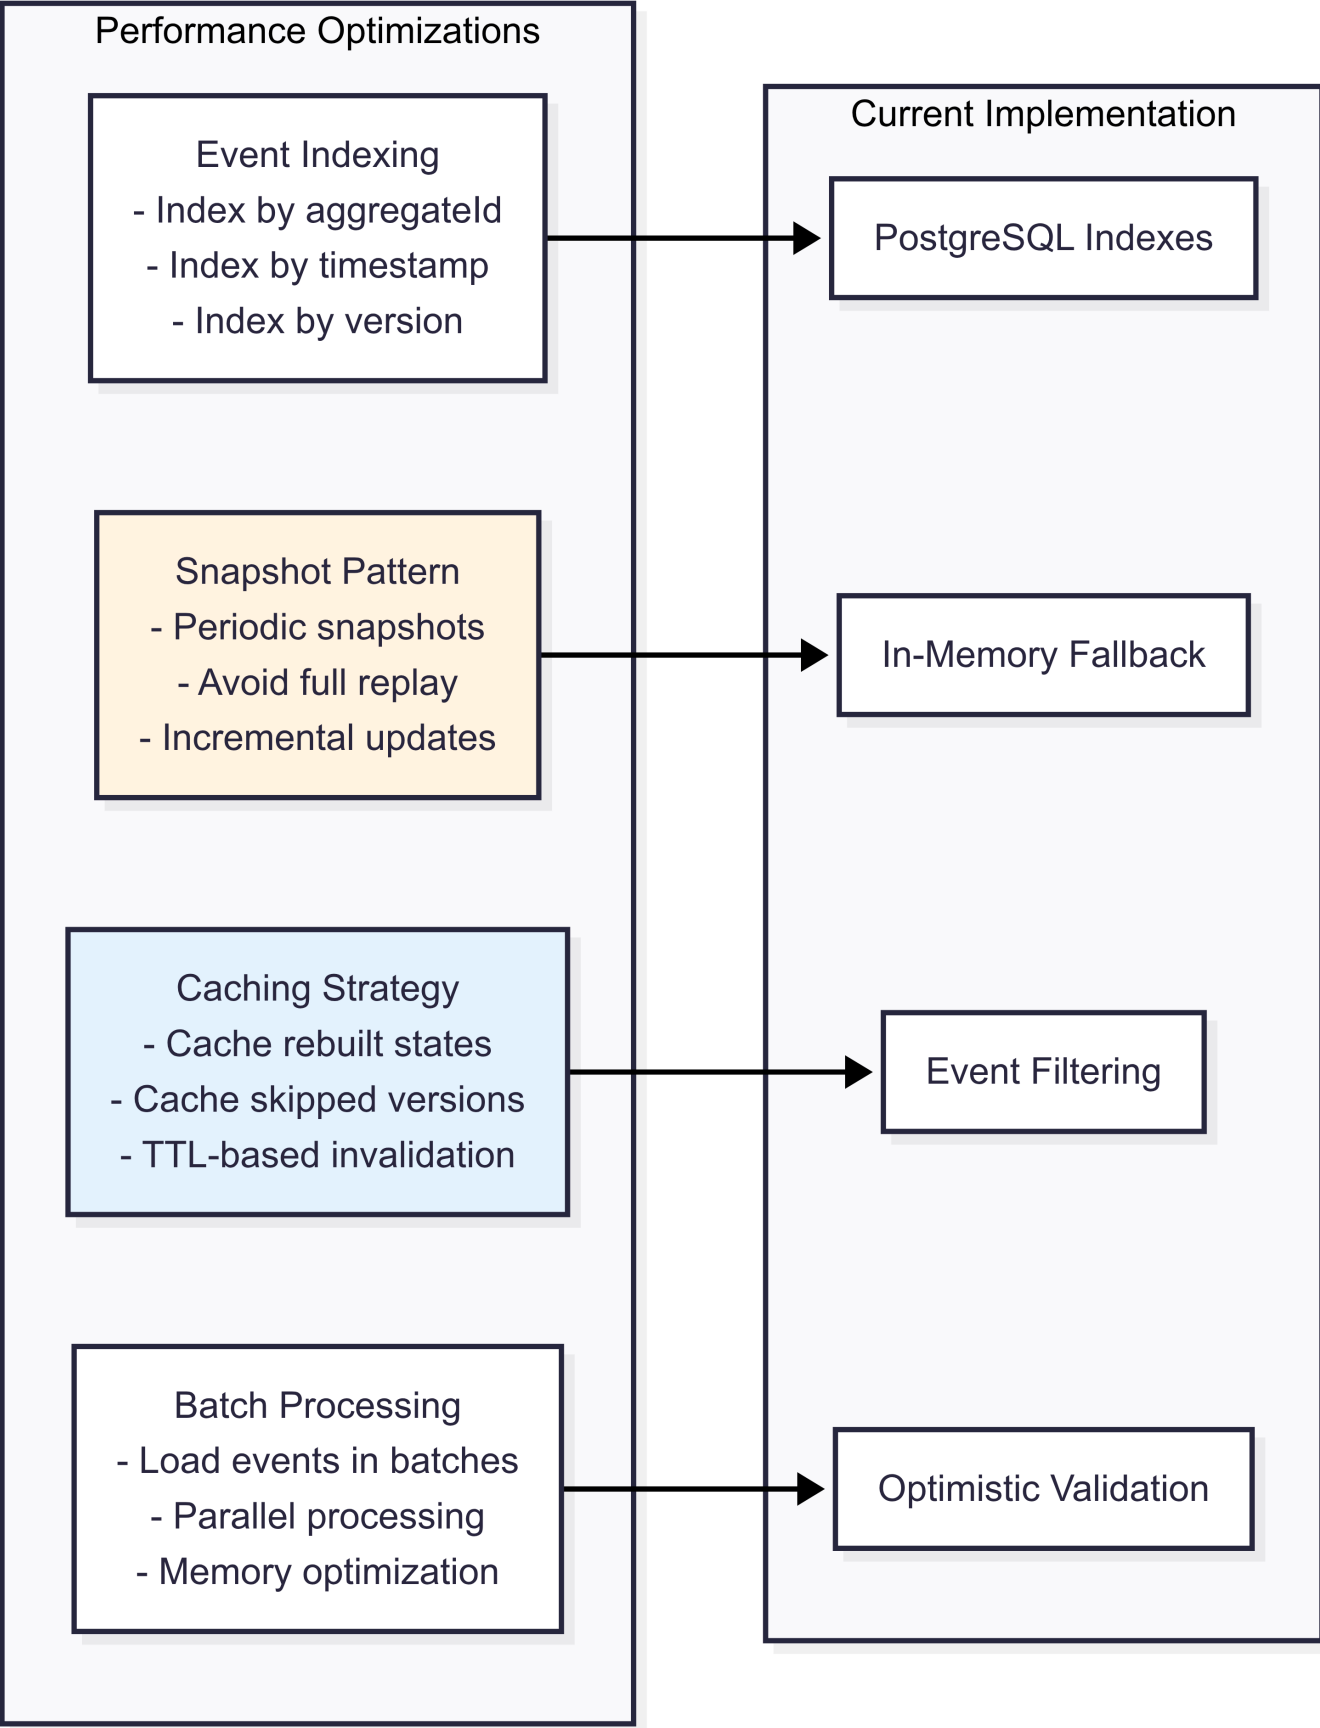 Performance Optimizations
Event Indexing
- Index by aggregateId
- Index by timestamp
- Index by version
Snapshot Pattern
- Periodic snapshots
- Avoid full replay
- Incremental updates
Caching Strategy
- Cache rebuilt states
- Cache skipped versions
- TTL-based invalidation
Batch Processing
- Load events in batches
- Parallel processing
- Memory optimization
Current Implementation
PostgreSQL Indexes
In-Memory Fallback
Event Filtering
Optimistic Validation